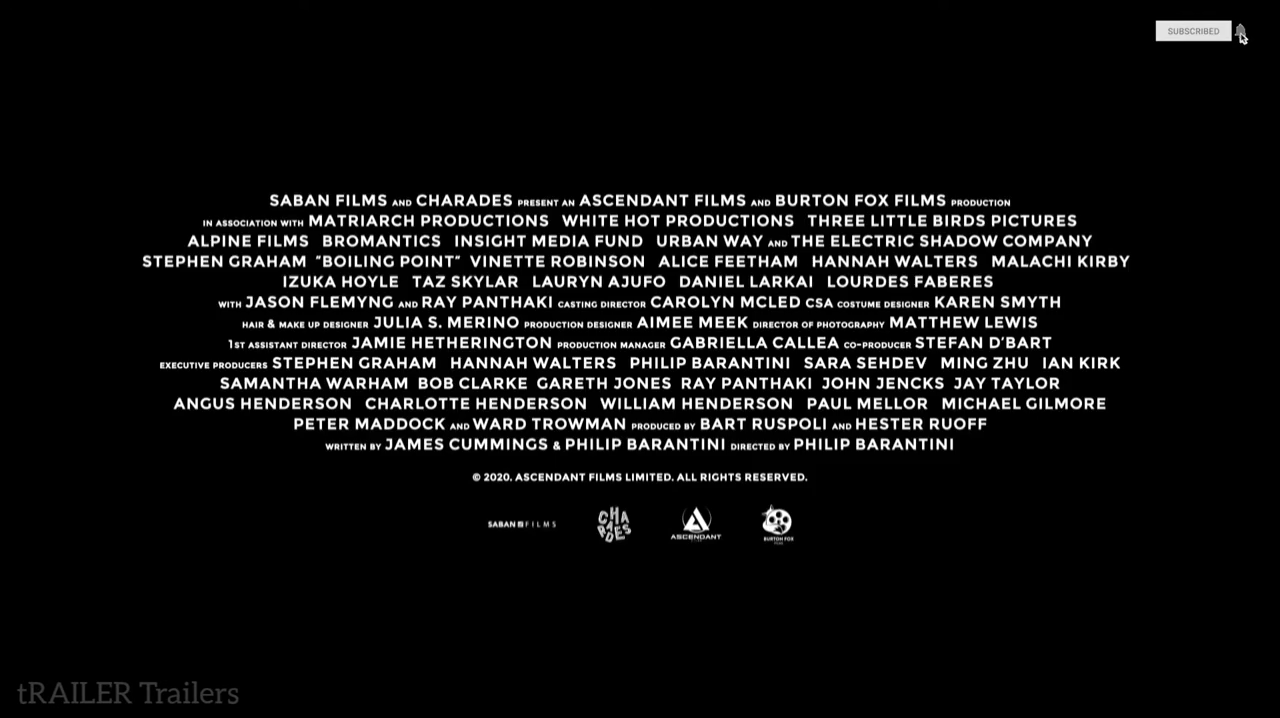 SUBSCRIBED
SABAN FILMS AND CHARADES PRESENT AN ASCENDANT FILMS AND BURTON FOX FILMS PRODUCTION
IN ASSOCIATION WITH MATRIARCH PRODUCTIONS WHITE HOT PRODUCTIONS THREE LITTLE BIRDS PICTURES
ALPINE FILMS BROMANTICS INSIGHT MEDIA FUND URBAN WAY AND THE ELECTRIC SHADOW COMPANY
STEPHEN GRAHAM "BOILING POINT" VINETTE ROBINSON ALICE FEETHAM HANNAH WALTERS MALACHI KIRBY
IZUKA HOYLE TAZ SKYLAR LAURYN AJUFO DANIEL LARKAI LOURDES FABERES
WITH JASON FLEMYNG AND RAY PANTHAKI CASTING DIRECTOR CAROLYN MCLED CSA COSTUME DESIGNER KAREN SMYTH
HAIR & MAKE UP DESIGNER JULIA S. MERINO PRODUCTION DESIGNER AIMEE MEEK DIRECTOR OF PHOTOGRAPHY MATTHEW LEWIS
1ST ASSISTANT DIRECTOR JAMIE HETHERINGTON PRODUCTION MANAGER GABRIELLA CALLEA CO-PRODUCER STEFAN D'BART
EXECUTIVE PRODUCERS STEPHEN GRAHAM HANNAH WALTERS PHILIP BARANTINI SARA SEHDEV MING ZHU IAN KIRK
SAMANTHA WARHAM BOB CLARKE GARETH JONES RAY PANTHAKI JOHN JENCKS JAY TAYLOR
ANGUS HENDERSON CHARLOTTE HENDERSON WILLIAM HENDERSON PAUL MELLOR MICHAEL GILMORE
PETER MADDOCK AND WARD TROWMAN PRODUCED BY BART RUSPOLI AND HESTER RUOFF
WRITTEN BY JAMES CUMMINGS & PHILIP BARANTINI DIRECTED BY PHILIP BARANTINI
© 2020. ASCENDANT FILMS LIMITED. ALL RIGHTS RESERVED.
SABAN FILMS
CHARADES
ASCENDANT
BURTON FOX
tRAILER Trailers